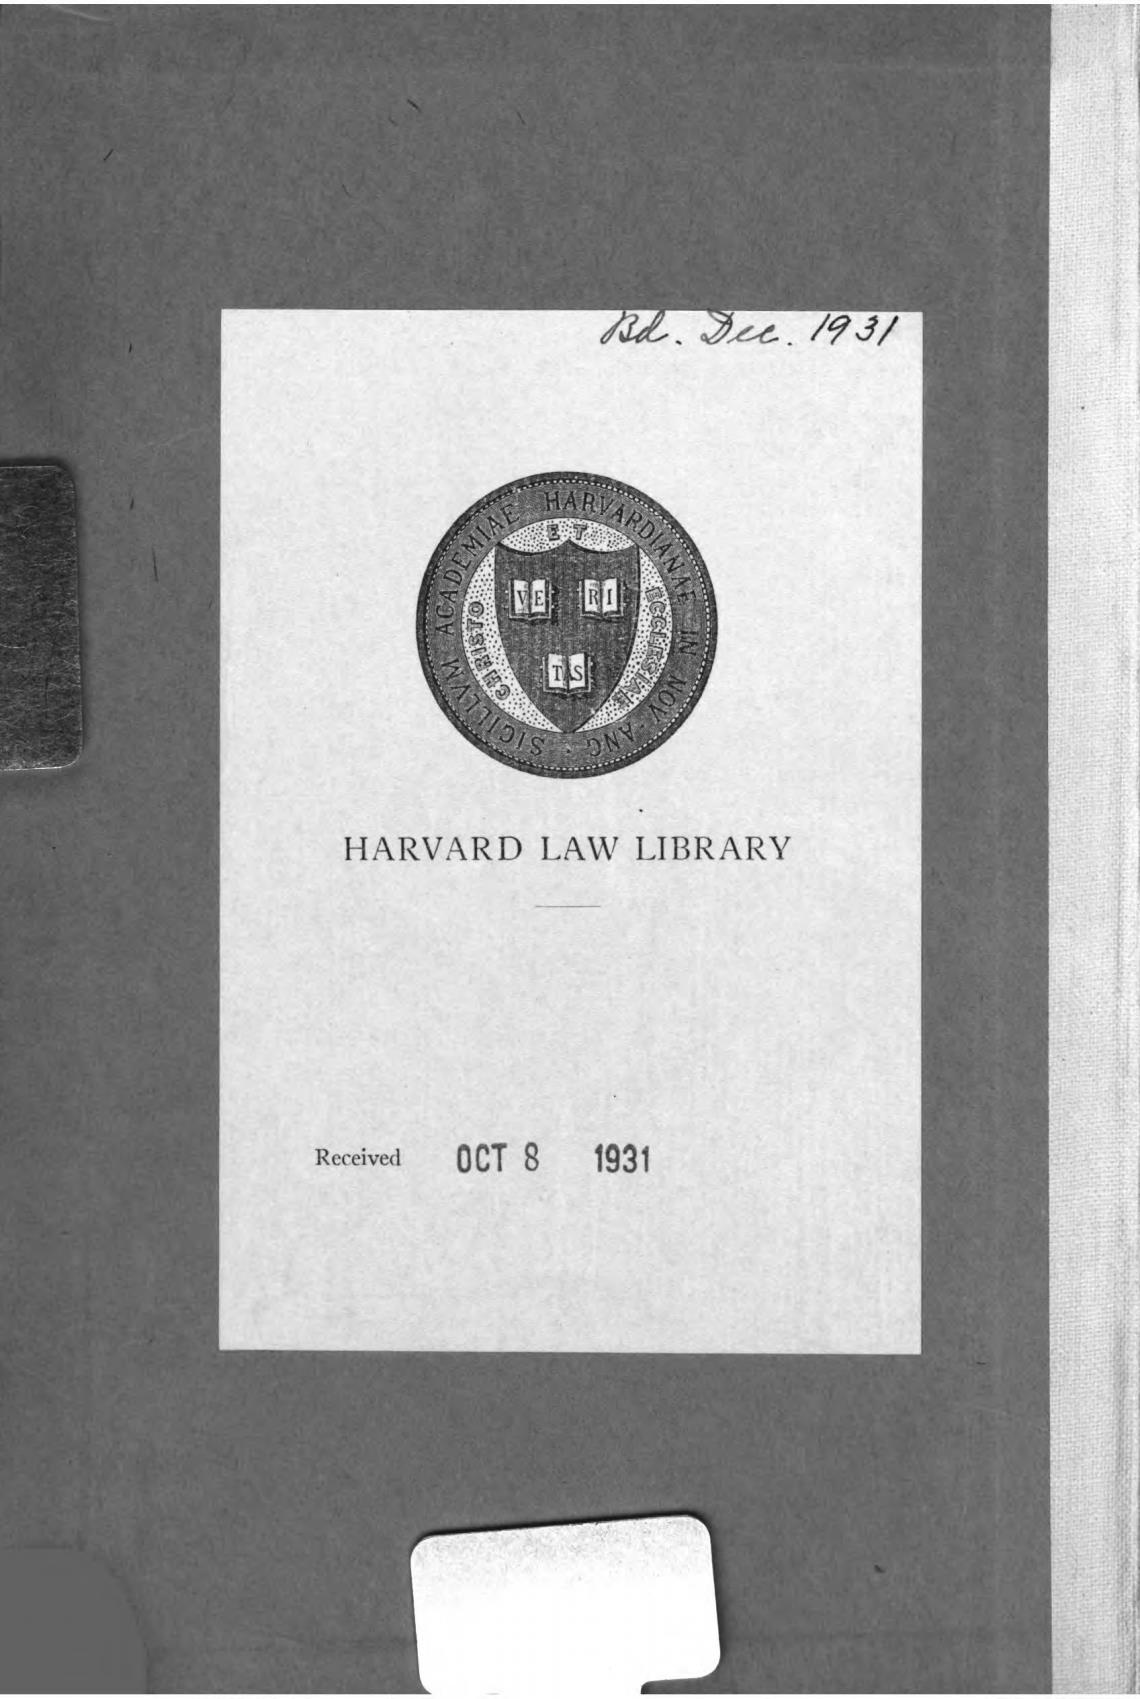 Bd. Dec. 1931
SIGILLVM ACADEMIAE HARVARDIANAE IN NOV·ANG·
CHRISTO ET ECCLESIAE
VE RI
TAS
HARVARD LAW LIBRARY
Received OCT 8 1931